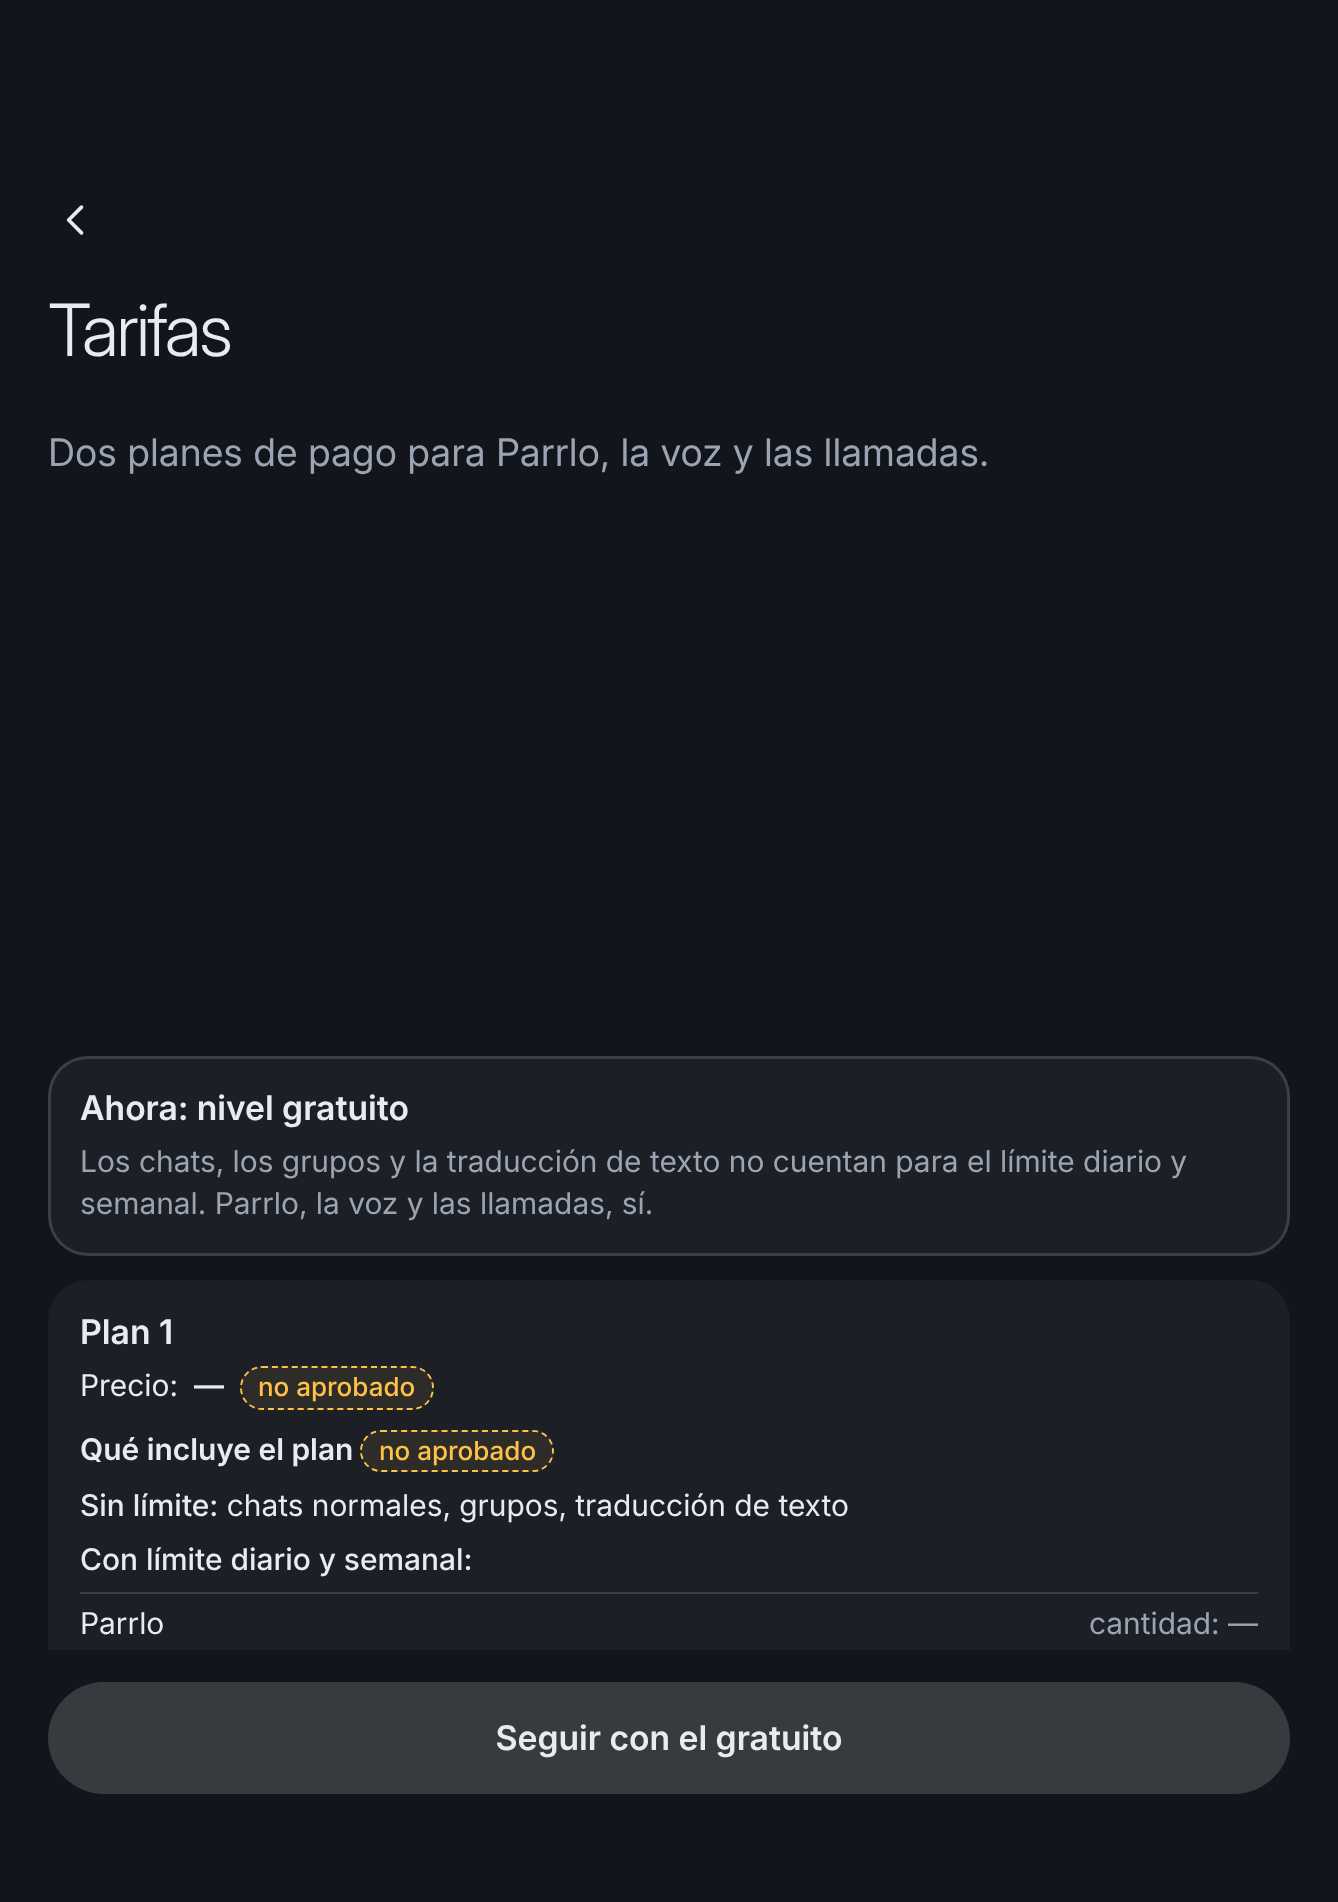 Tarifas
Dos planes de pago para Parrlo, la voz y las llamadas.
Ahora: nivel gratuito
Los chats, los grupos y la traducción de texto no cuentan para el límite diario y
semanal. Parrlo, la voz y las llamadas, sí.
Plan 1
Precio: — no aprobado
Qué incluye el plan no aprobado
Sin límite: chats normales, grupos, traducción de texto
Con límite diario y semanal:
Parrlo cantidad: —
Seguir con el gratuito